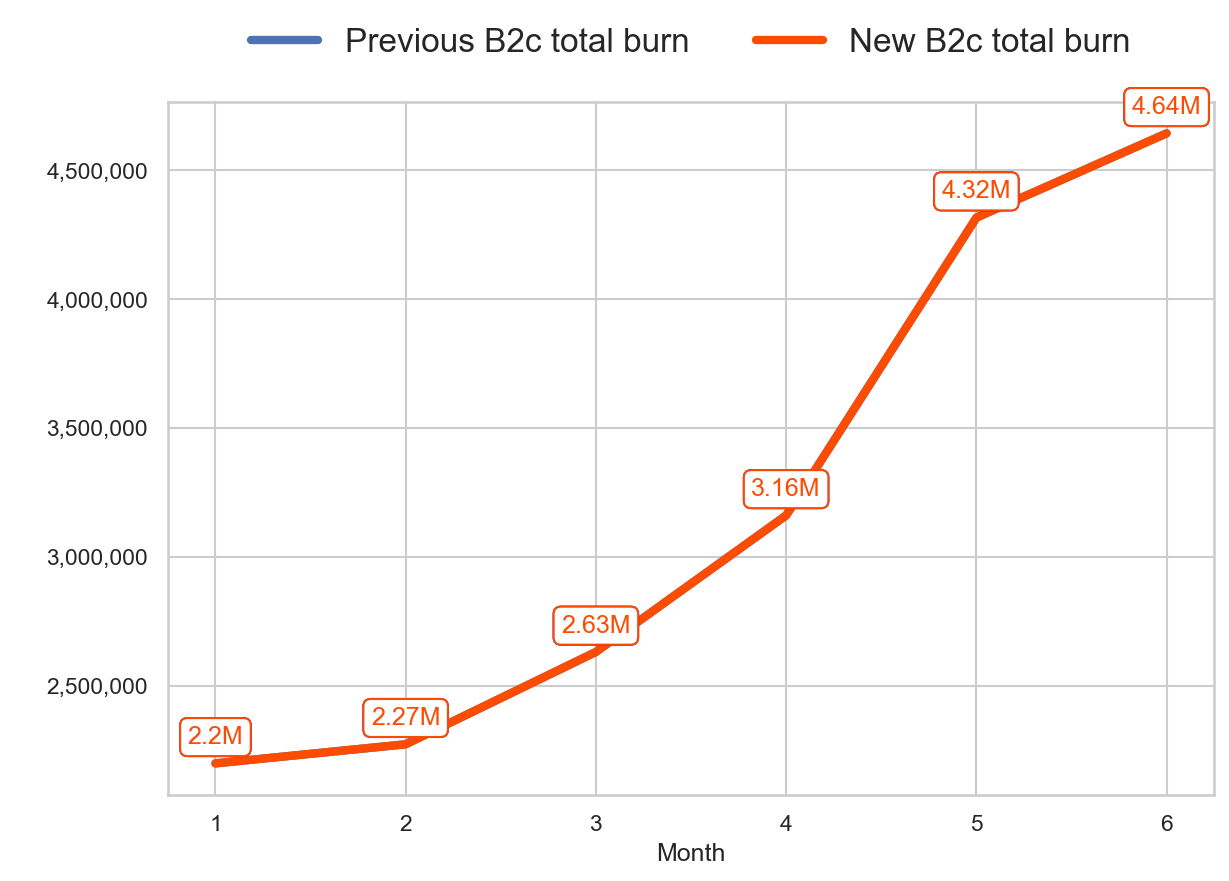 Previous B2c total burn New B2c total burn
4.64M
4,500,000
4.32M
4,000,000
3,500,000
3.16M
3,000,000
2.63M
2,500,000
2.27M
2.2M
1 2 3 4 5 6
Month